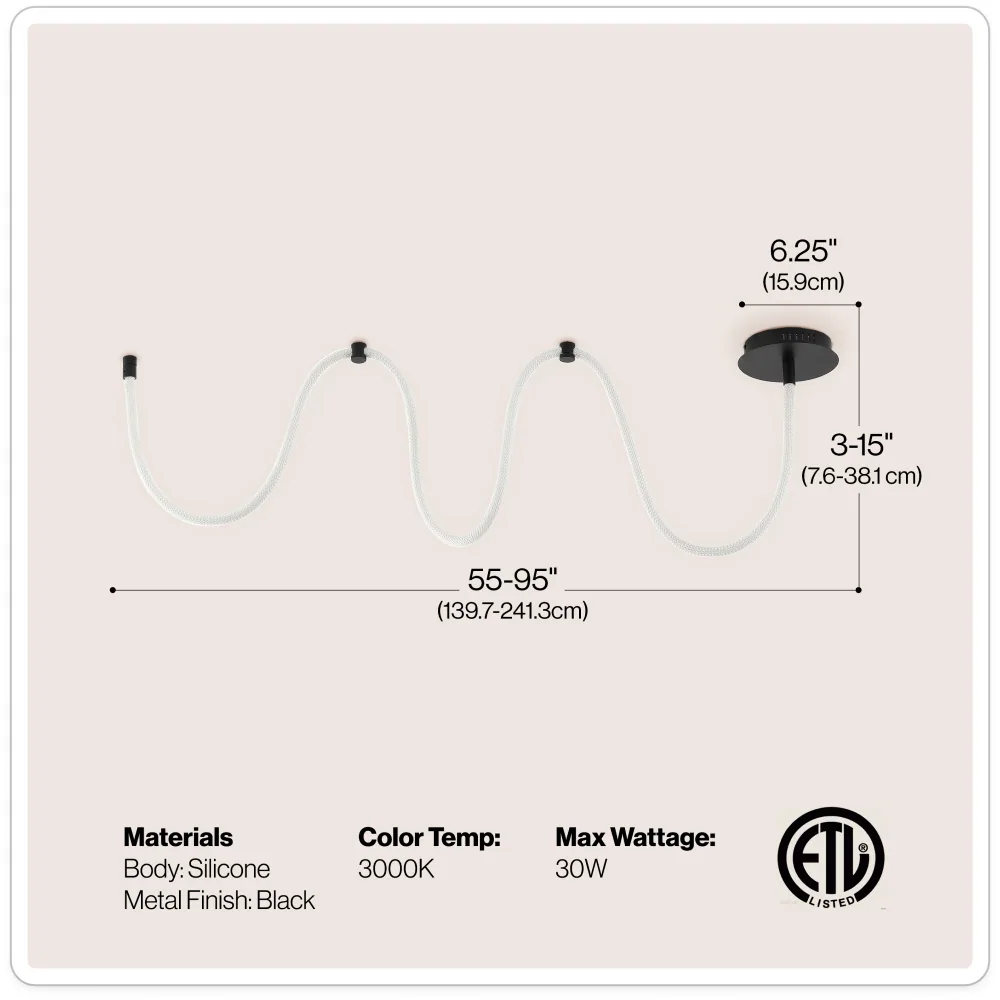 6.25"
(15.9cm)
3-15"
(7.6-38.1 cm)
55-95"
(139.7-241.3cm)
Materials
Body: Silicone
Metal Finish: Black
Color Temp:
3000K
Max Wattage:
30W
ETL®
LISTED